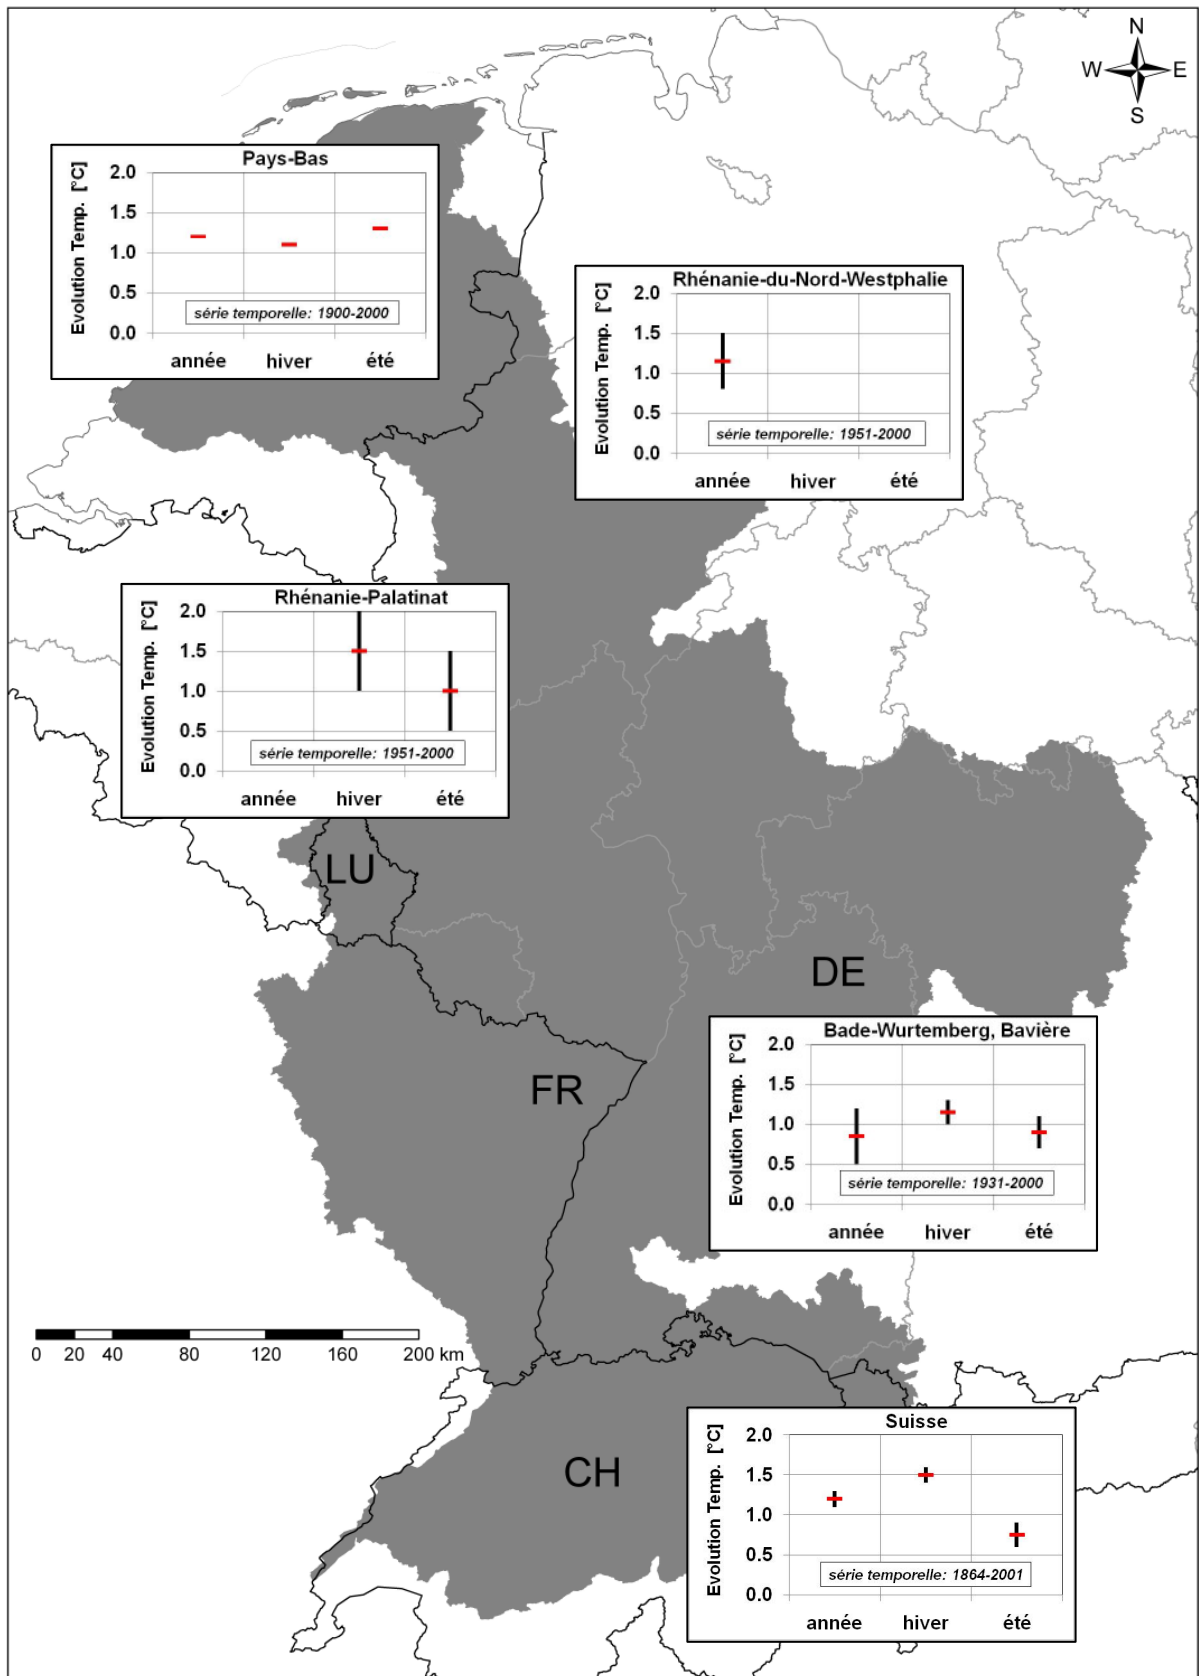 N
W E
S
Pays-Bas
Evolution Temp. [°C]
2.0
1.5
1.0
0.5
0.0
série temporelle: 1900-2000
année hiver été
Rhénanie-du-Nord-Westphalie
Evolution Temp. [°C]
2.0
1.5
1.0
0.5
0.0
série temporelle: 1951-2000
année hiver été
Rhénanie-Palatinat
Evolution Temp. [°C]
2.0
1.5
1.0
0.5
0.0
série temporelle: 1951-2000
année hiver été
LU
DE
FR
Bade-Wurtemberg, Bavière
Evolution Temp. [°C]
2.0
1.5
1.0
0.5
0.0
série temporelle: 1931-2000
année hiver été
0 20 40 80 120 160 200 km
CH
Suisse
Evolution Temp. [°C]
2.0
1.5
1.0
0.5
0.0
série temporelle: 1864-2001
année hiver été